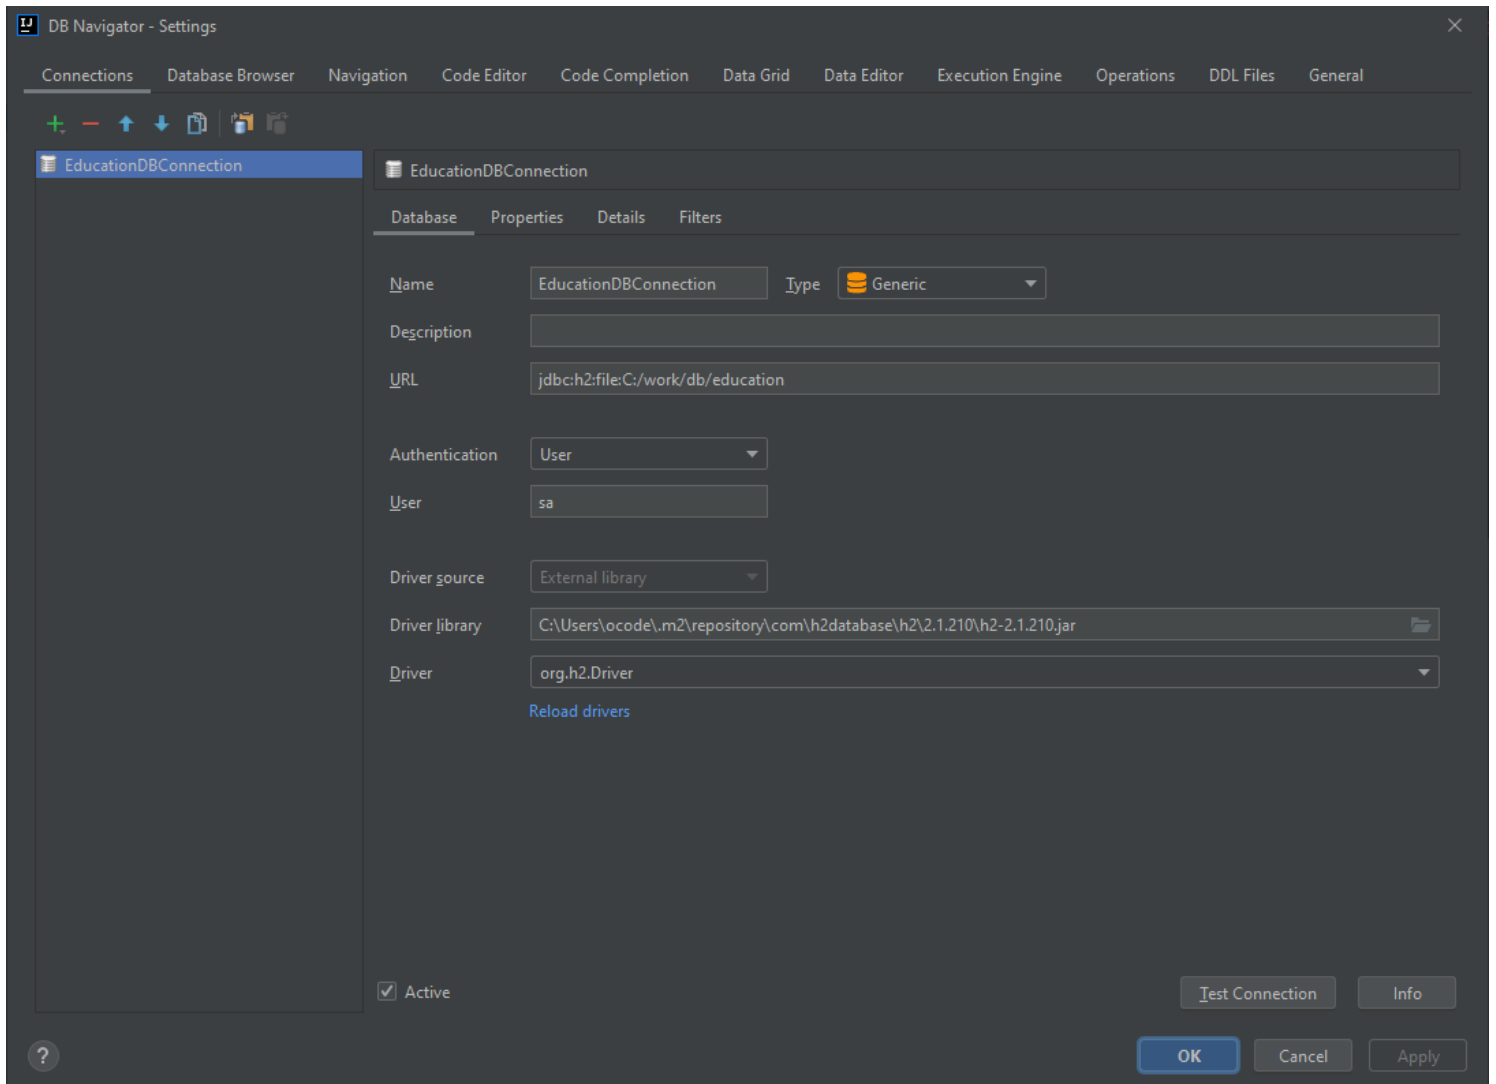 DB Navigator - Settings
Connections Database Browser Navigation Code Editor Code Completion Data Grid Data Editor Execution Engine Operations DDL Files General
EducationDBConnection
EducationDBConnection
Database Properties Details Filters
Name EducationDBConnection Type Generic
Description
URL jdbc:h2:file:C:/work/db/education
Authentication User
User sa
Driver source External library
Driver library C:\Users\ocode\.m2\repository\com\h2database\h2\2.1.210\h2-2.1.210.jar
Driver org.h2.Driver
Reload drivers
Active Test Connection Info
? OK Cancel Apply